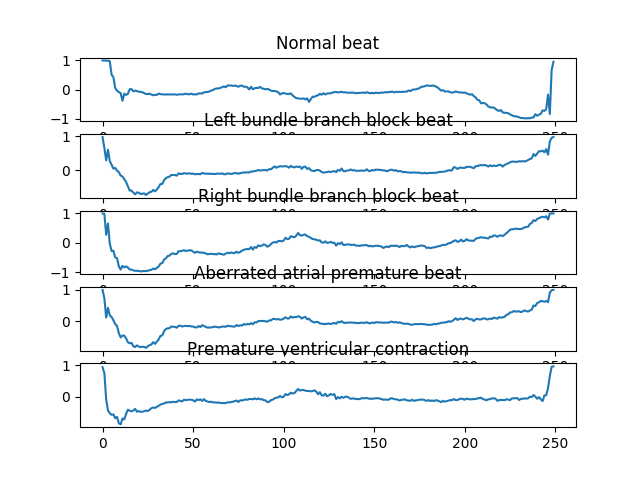 Normal beat
1
0
−1
Left bundle branch block beat
1
0
Right bundle branch block beat
1
0
−1
Aberrated atrial premature beat
1
0
Premature ventricular contraction
1
0
0 50 100 150 200 250